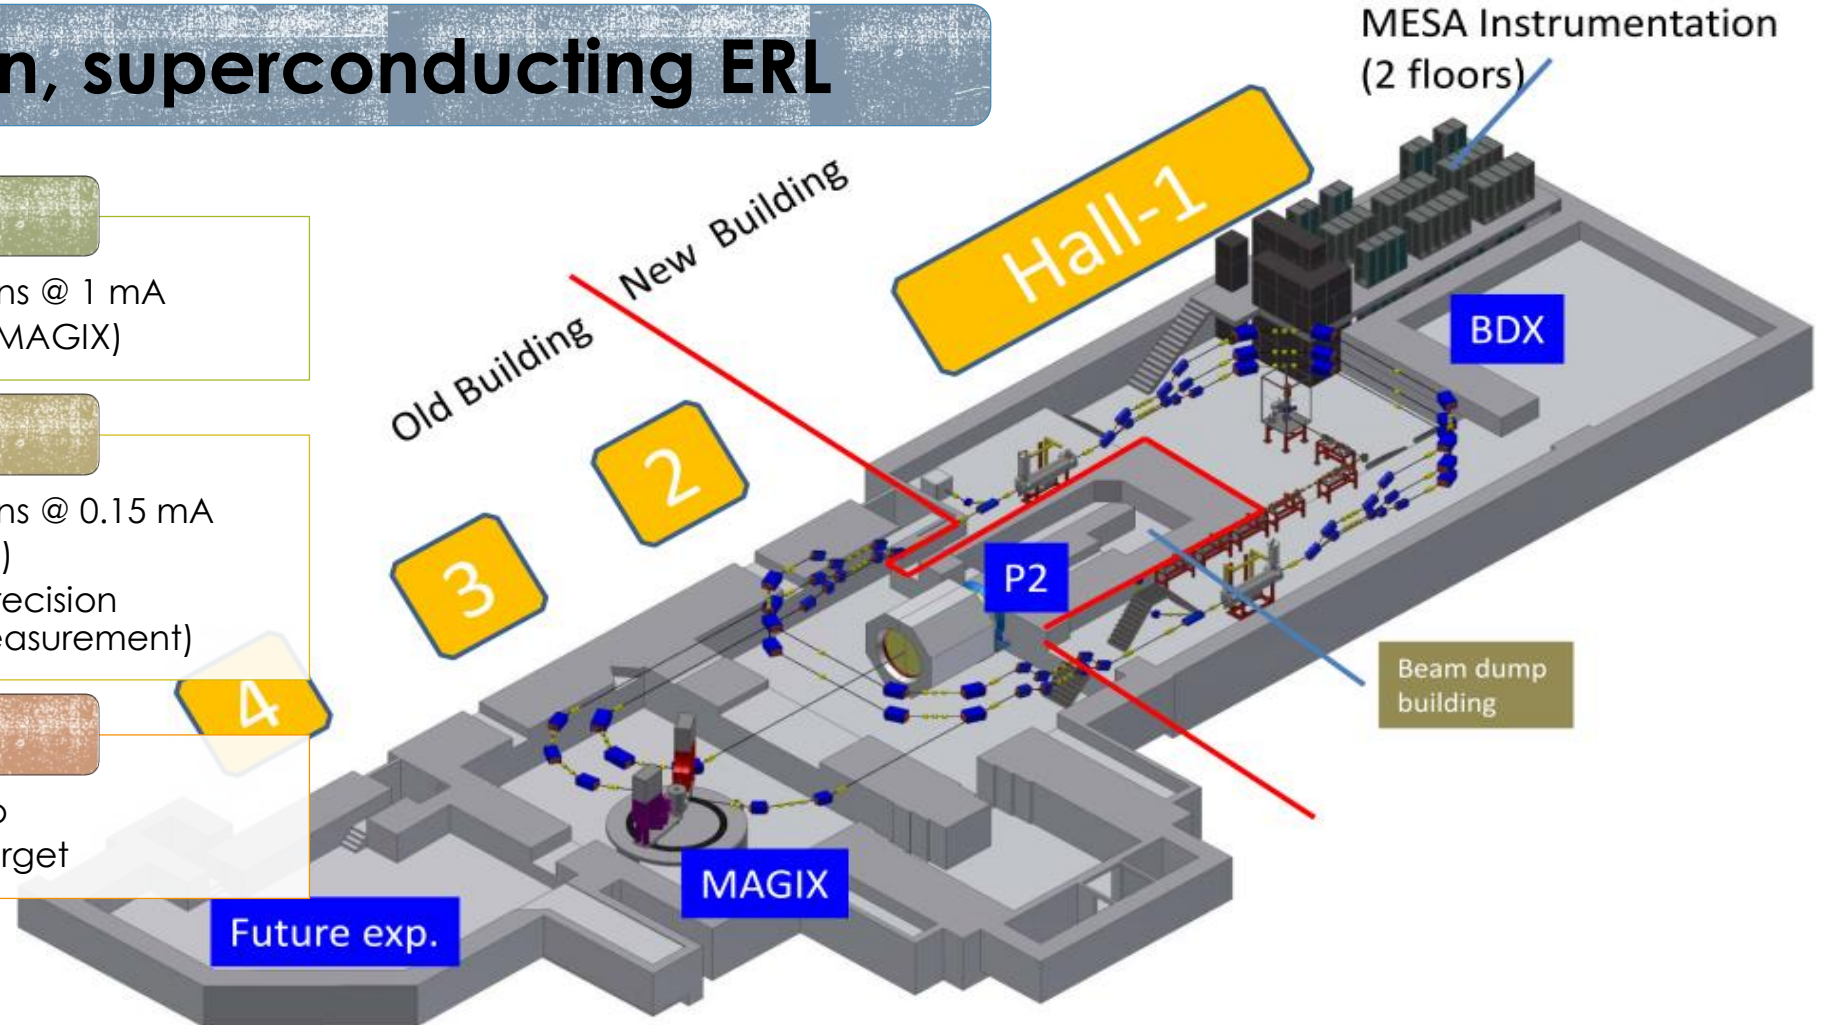 n, superconducting ERL
MESA Instrumentation
(2 floors)
ns @ 1 mA
MAGIX)
ns @ 0.15 mA
)
recision
easurement)
o
rget
Old Building
New Building
Hall-1
2
3
4
BDX
P2
Beam dump
building
MAGIX
Future exp.